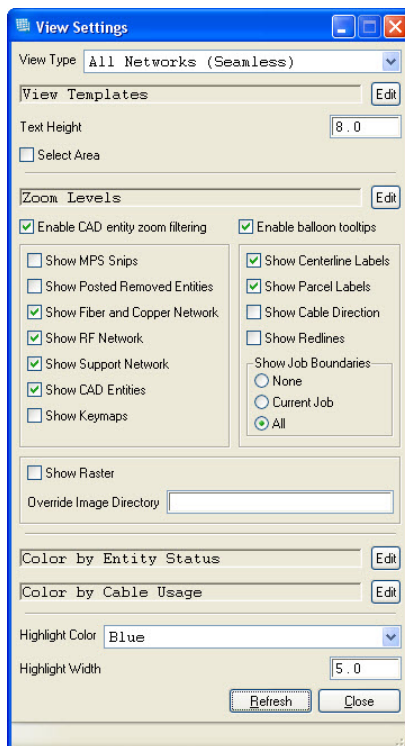 View Settings
View Type All Networks (Seamless)
View Templates Edit
Text Height 8.0
Select Area
Zoom Levels Edit
Enable CAD entity zoom filtering Enable balloon tooltips
Show MPS Snips Show Centerline Labels
Show Posted Removed Entities Show Parcel Labels
Show Fiber and Copper Network Show Cable Direction
Show RF Network Show Redlines
Show Support Network Show Job Boundaries
Show CAD Entities None
Show Keymaps Current Job
All
Show Raster
Override Image Directory
Color by Entity Status Edit
Color by Cable Usage Edit
Highlight Color Blue
Highlight Width 5.0
Refresh Close